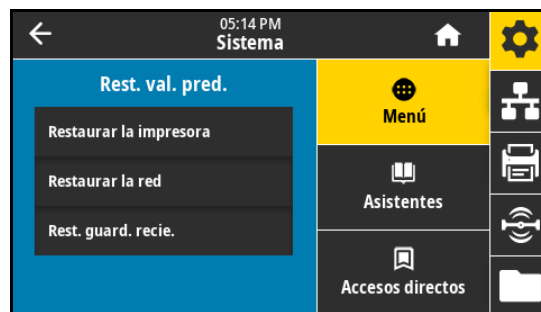 05:14 PM
Sistema
Rest. val. pred.
Restaurar la impresora
Restaurar la red
Rest. guard. recie.
Menú
Asistentes
Accesos directos